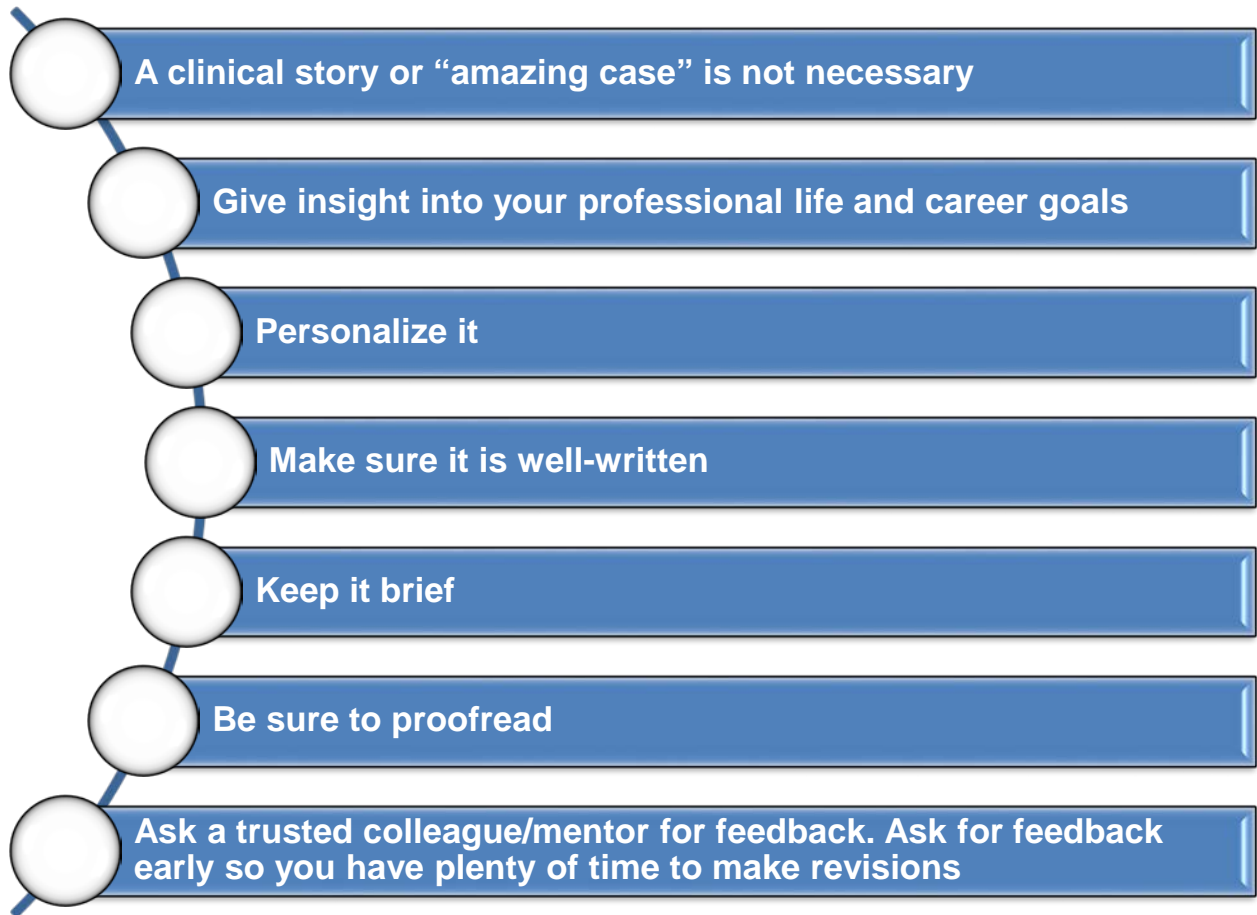 A clinical story or “amazing case” is not necessary
Give insight into your professional life and career goals
Personalize it
Make sure it is well-written
Keep it brief
Be sure to proofread
Ask a trusted colleague/mentor for feedback. Ask for feedback
early so you have plenty of time to make revisions